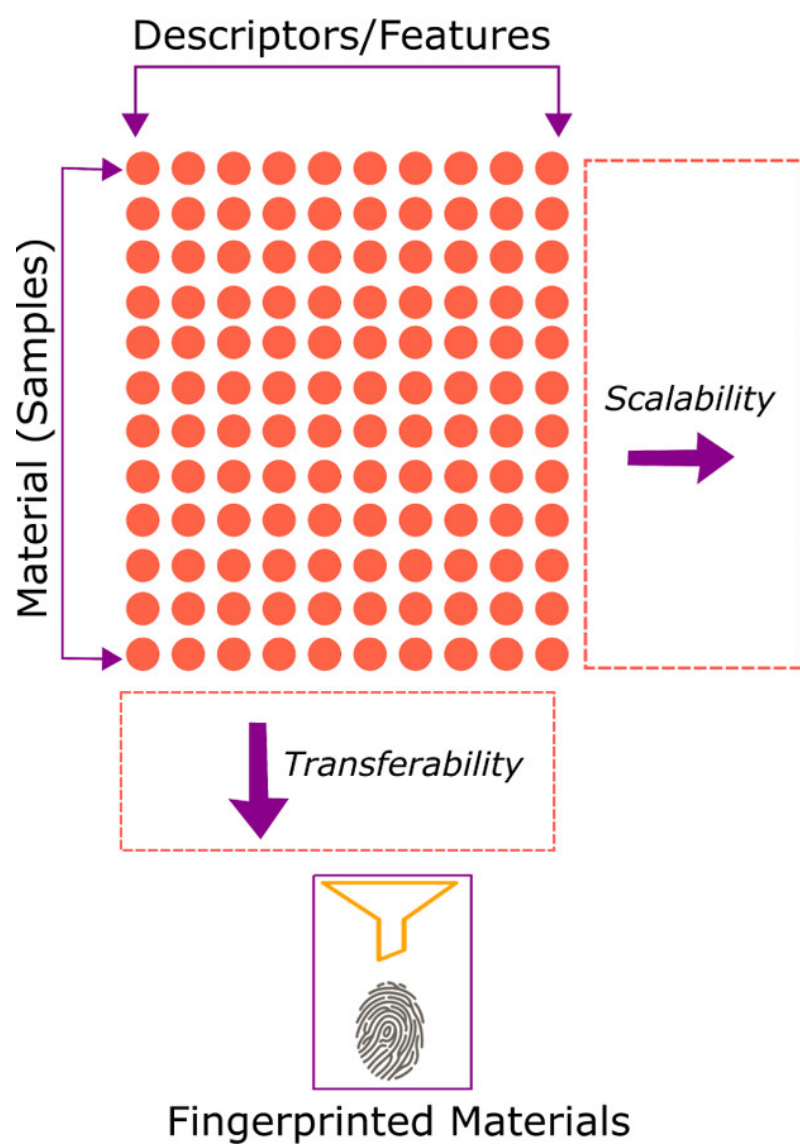 Descriptors/Features
Material (Samples)
Scalability
Transferability
Fingerprinted Materials